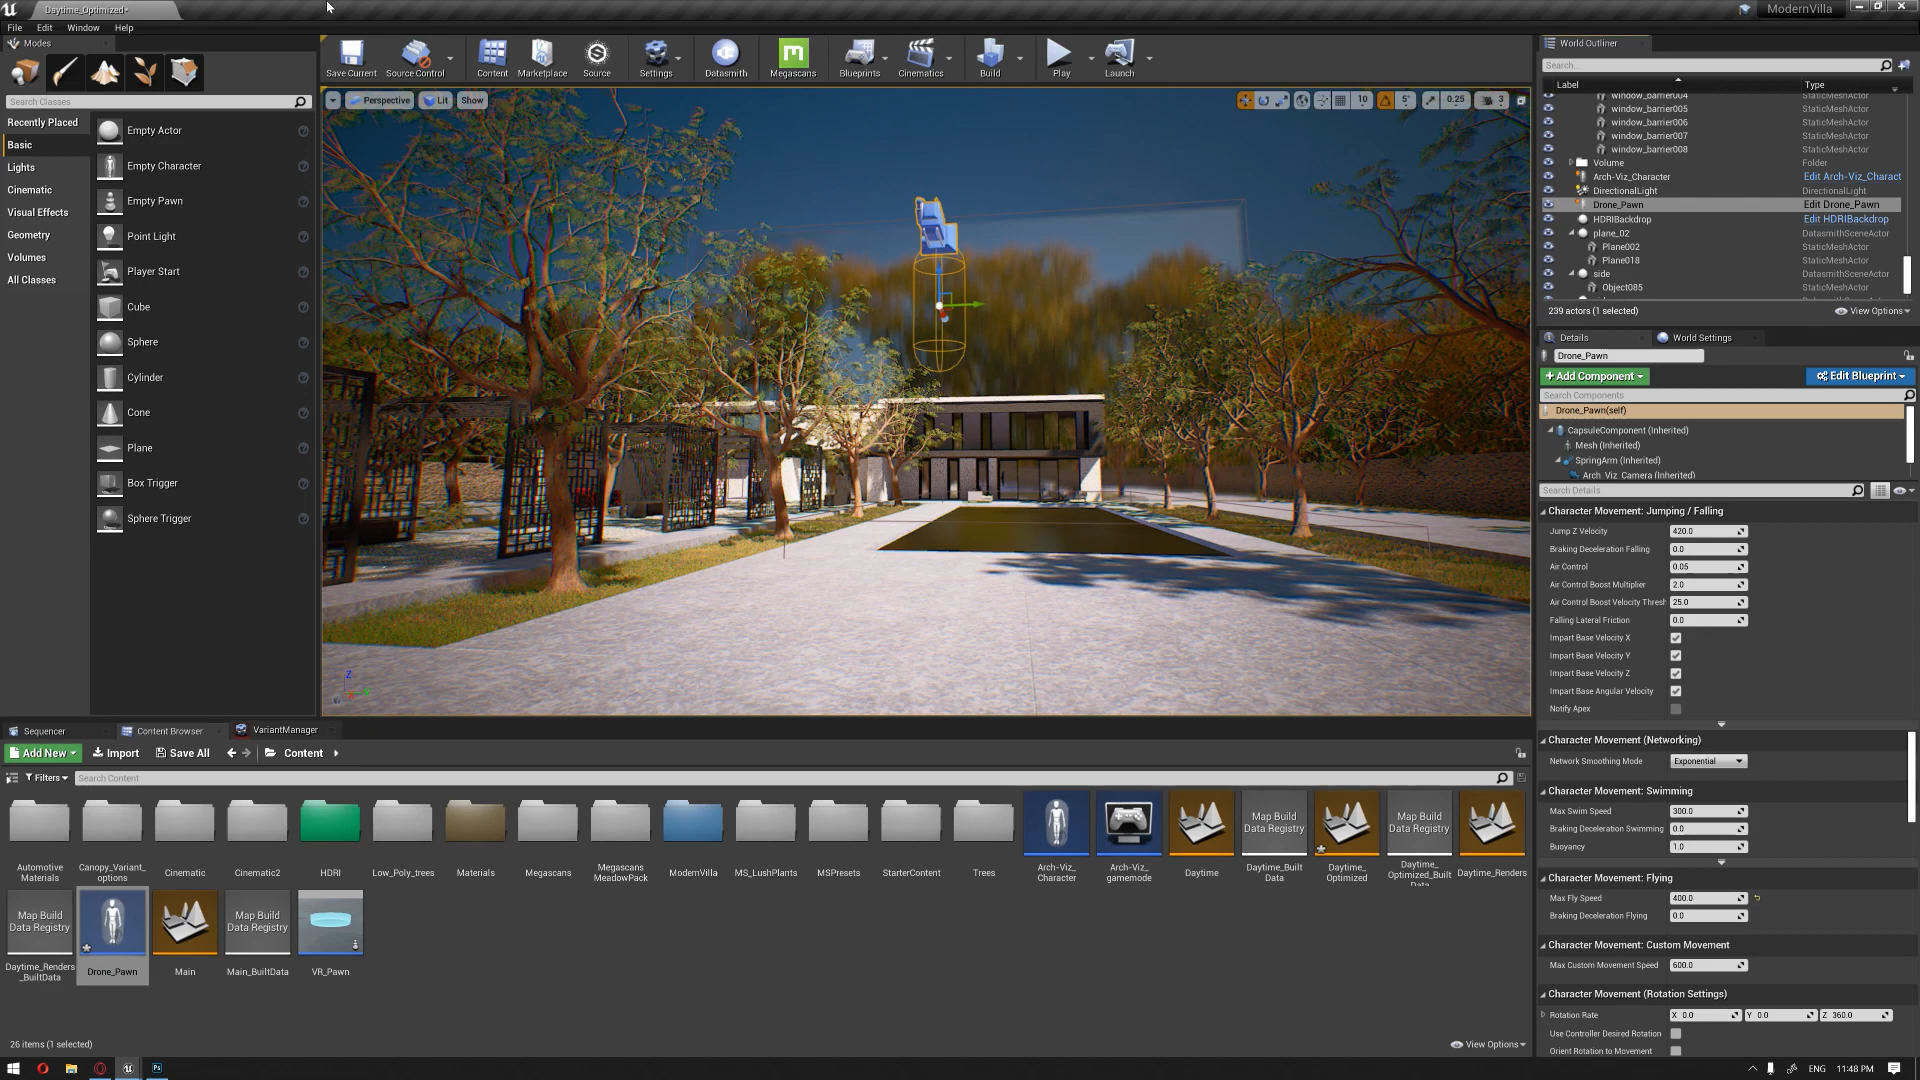 Daytime_Optimized*
ModernVilla
File Edit Window Help
Modes
Search Classes
Recently Placed
Basic
Lights
Cinematic
Visual Effects
Geometry
Volumes
All Classes
Empty Actor
Empty Character
Empty Pawn
Point Light
Player Start
Cube
Sphere
Cylinder
Cone
Plane
Box Trigger
Sphere Trigger
Save Current
Source Control
Content
Marketplace
Source
Settings
Datasmith
Megascans
Blueprints
Cinematics
Build
Play
Launch
Perspective Lit Show
10 5° 0.25 3
World Outliner
Search...
Label Type
window_barrier004 StaticMeshActor
window_barrier005 StaticMeshActor
window_barrier006 StaticMeshActor
window_barrier007 StaticMeshActor
window_barrier008 StaticMeshActor
Volume Folder
Arch-Viz_Character Edit Arch-Viz_Charact
DirectionalLight DirectionalLight
Drone_Pawn Edit Drone_Pawn
HDRIBackdrop Edit HDRIBackdrop
plane_02 DatasmithSceneActor
Plane002 StaticMeshActor
Plane018 StaticMeshActor
side DatasmithSceneActor
Object085 StaticMeshActor
239 actors (1 selected) View Options
Details World Settings
Drone_Pawn
+ Add Component Edit Blueprint
Search Components
Drone_Pawn(self)
CapsuleComponent (Inherited)
Mesh (Inherited)
SpringArm (Inherited)
Arch_Viz_Camera (Inherited)
Search Details
Character Movement: Jumping / Falling
Jump Z Velocity 420.0
Braking Deceleration Falling 0.0
Air Control 0.05
Air Control Boost Multiplier 2.0
Air Control Boost Velocity Thresh 25.0
Falling Lateral Friction 0.0
Impart Base Velocity X
Impart Base Velocity Y
Impart Base Velocity Z
Impart Base Angular Velocity
Notify Apex
Character Movement (Networking)
Network Smoothing Mode Exponential
Character Movement: Swimming
Max Swim Speed 300.0
Braking Deceleration Swimming 0.0
Buoyancy 1.0
Character Movement: Flying
Max Fly Speed 400.0
Braking Deceleration Flying 0.0
Character Movement: Custom Movement
Max Custom Movement Speed 600.0
Character Movement (Rotation Settings)
Rotation Rate X 0.0 Y 0.0 Z 360.0
Use Controller Desired Rotation
Orient Rotation to Movement
Z
Sequencer Content Browser VariantManager
Add New Import Save All Content
Filters Search Content
Automotive Materials
Canopy_Variant_options
Cinematic
Cinematic2
HDRI
Low_Poly_trees
Materials
Megascans
Megascans MeadowPack
ModernVilla
MS_LushPlants
MSPresets
StarterContent
Trees
Arch-Viz_Character
Arch-Viz_gamemode
Daytime
Map Build Data Registry
Daytime_Built Data
Daytime_Optimized
Map Build Data Registry
Daytime_Optimized_Built Data
Daytime_Renders
Map Build Data Registry
Daytime_Renders_BuiltData
Drone_Pawn
Main
Map Build Data Registry
Main_BuiltData
VR_Pawn
26 items (1 selected) View Options
Ps
ENG 11:48 PM